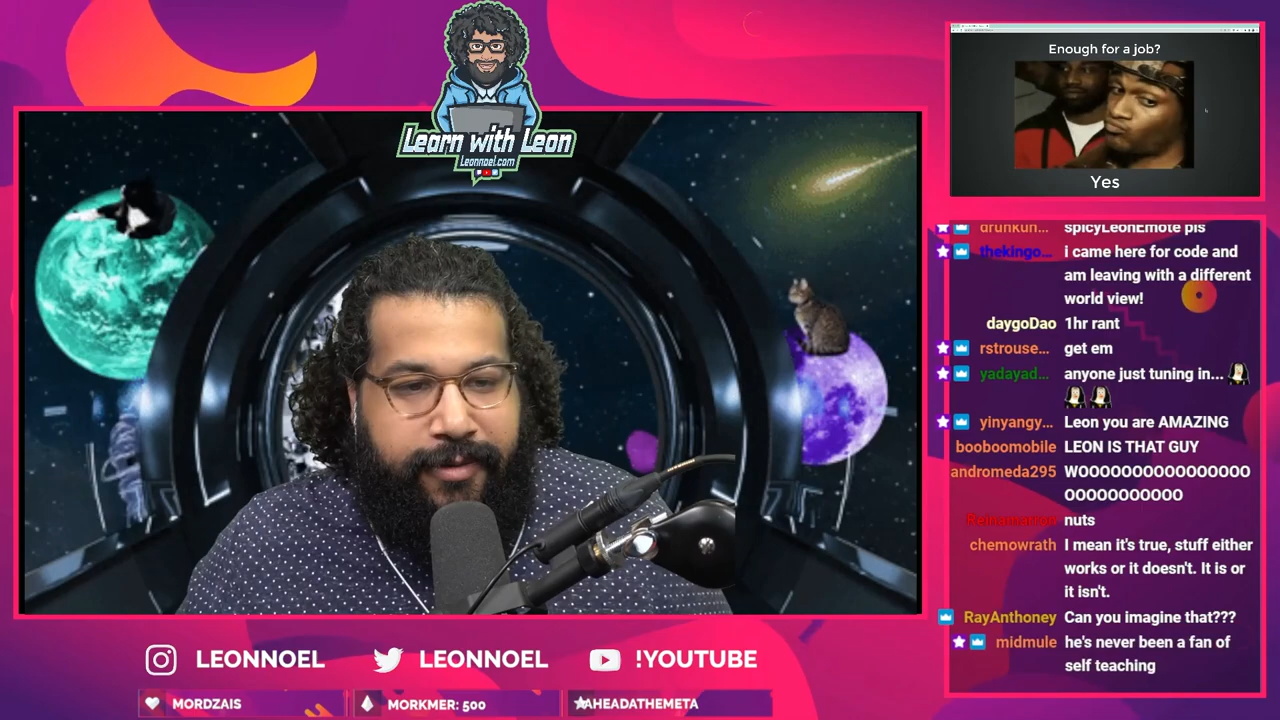 Learn with Leon
Leonnoel.com
Enough for a job?
Yes
drunkun... spicyLeonEmote pls
thekingo... i came here for code and
am leaving with a different
world view!
daygoDao 1hr rant
rstrouse... get em
yadayad... anyone just tuning in...
yinyangy... Leon you are AMAZING
booboomobile LEON IS THAT GUY
andromeda295 WOOOOOOOOOOOOOOOO
OOOOOOOOOOO
nuts
chemowrath I mean it's true, stuff either
works or it doesn't. It is or
it isn't.
RayAnthoney Can you imagine that???
midmule he's never been a fan of
self teaching
LEONNOEL LEONNOEL !YOUTUBE
MORDZAIS MORKMER: 500 AHEADATHEMETA